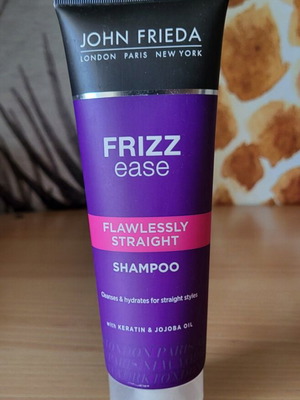 JOHN FRIEDA
LONDON PARIS NEW YORK
FRIZZ
ease
FLAWLESSLY
STRAIGHT
SHAMPOO
Cleanses & hydrates for straight styles
with KERATIN & JOJOBA OIL